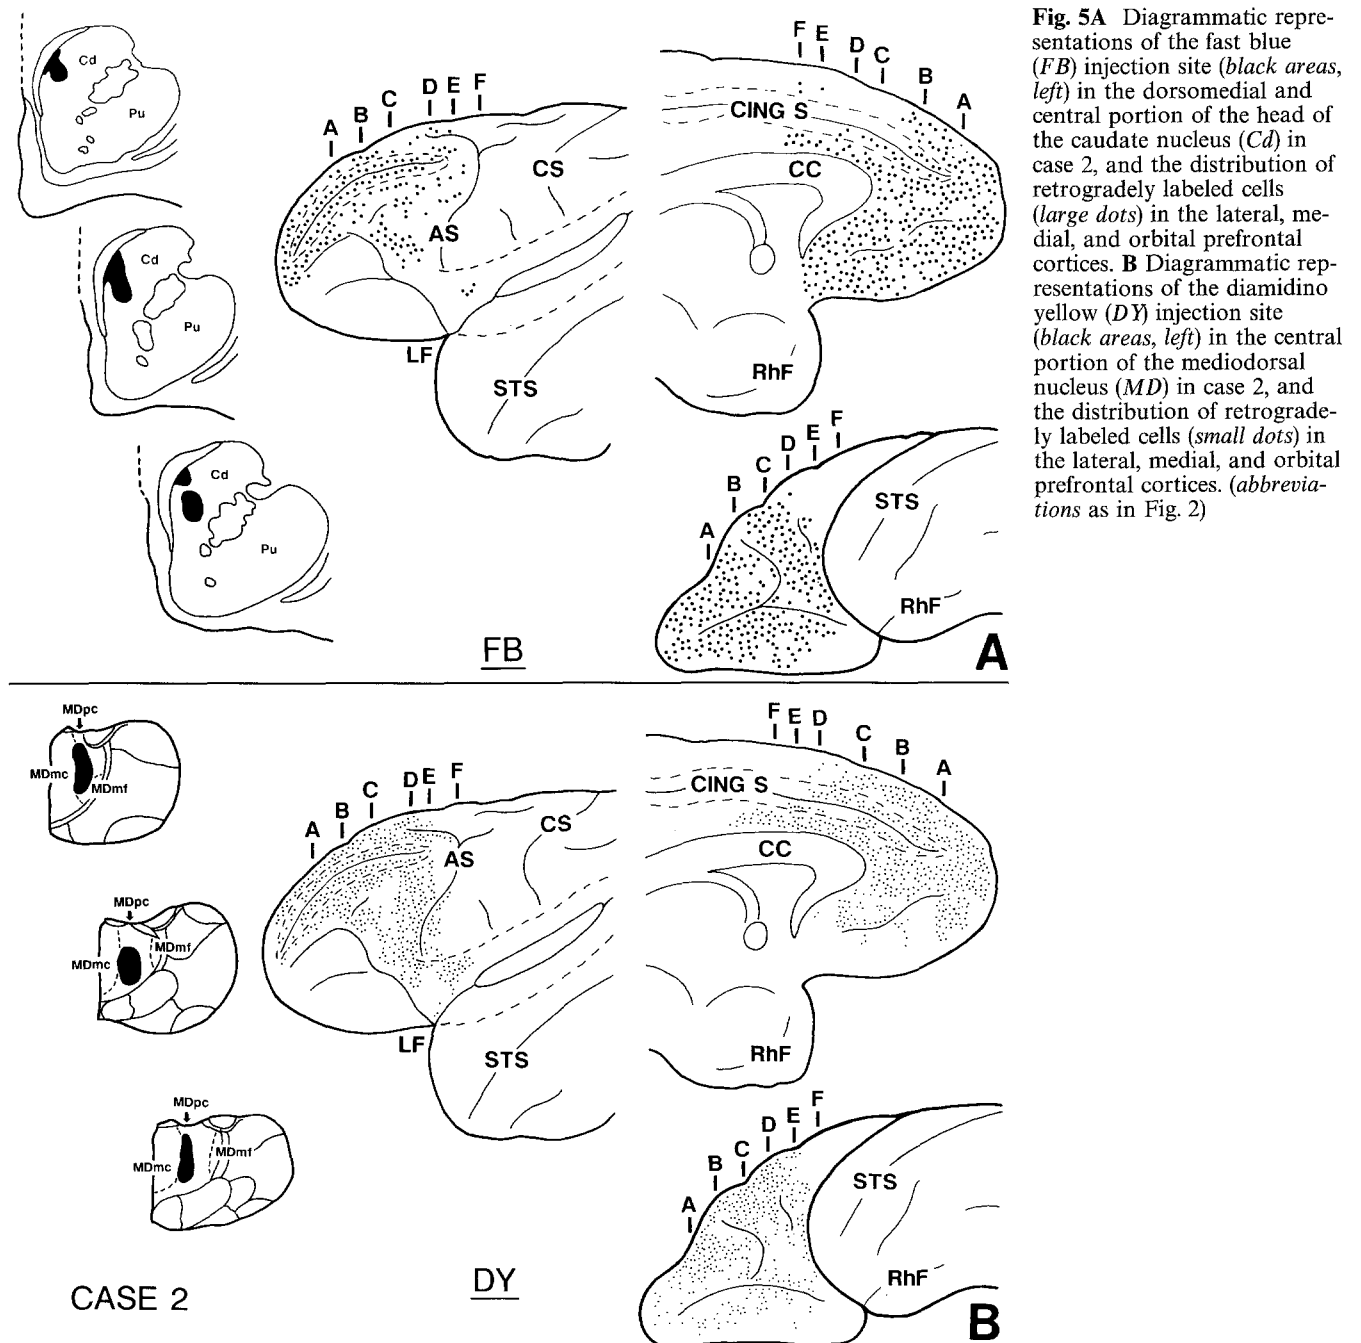 Fig. 5A Diagrammatic repre-
sentations of the fast blue
(FB) injection site (black areas,
left) in the dorsomedial and
central portion of the head of
the caudate nucleus (Cd) in
case 2, and the distribution of
retrogradely labeled cells
(large dots) in the lateral, me-
dial, and orbital prefrontal
cortices. B Diagrammatic rep-
resentations of the diamidino
yellow (DY) injection site
(black areas, left) in the central
portion of the mediodorsal
nucleus (MD) in case 2, and
the distribution of retrograde-
ly labeled cells (small dots) in
the lateral, medial, and orbital
prefrontal cortices. (abbrevia-
tions as in Fig. 2)
Cd
Pu
Cd
Pu
Cd
Pu
A B C D E F
CS
AS
LF
STS
F E D C B A
CING S
CC
RhF
A B C D E F
STS
RhF
FB
A
MDpc
MDmc
MDmf
MDpc
MDmf
MDmc
MDpc
MDmf
MDmc
A B C D E F
CS
AS
LF
STS
F E D C B A
CING S
CC
RhF
A B C D E F
STS
RhF
CASE 2
DY
B